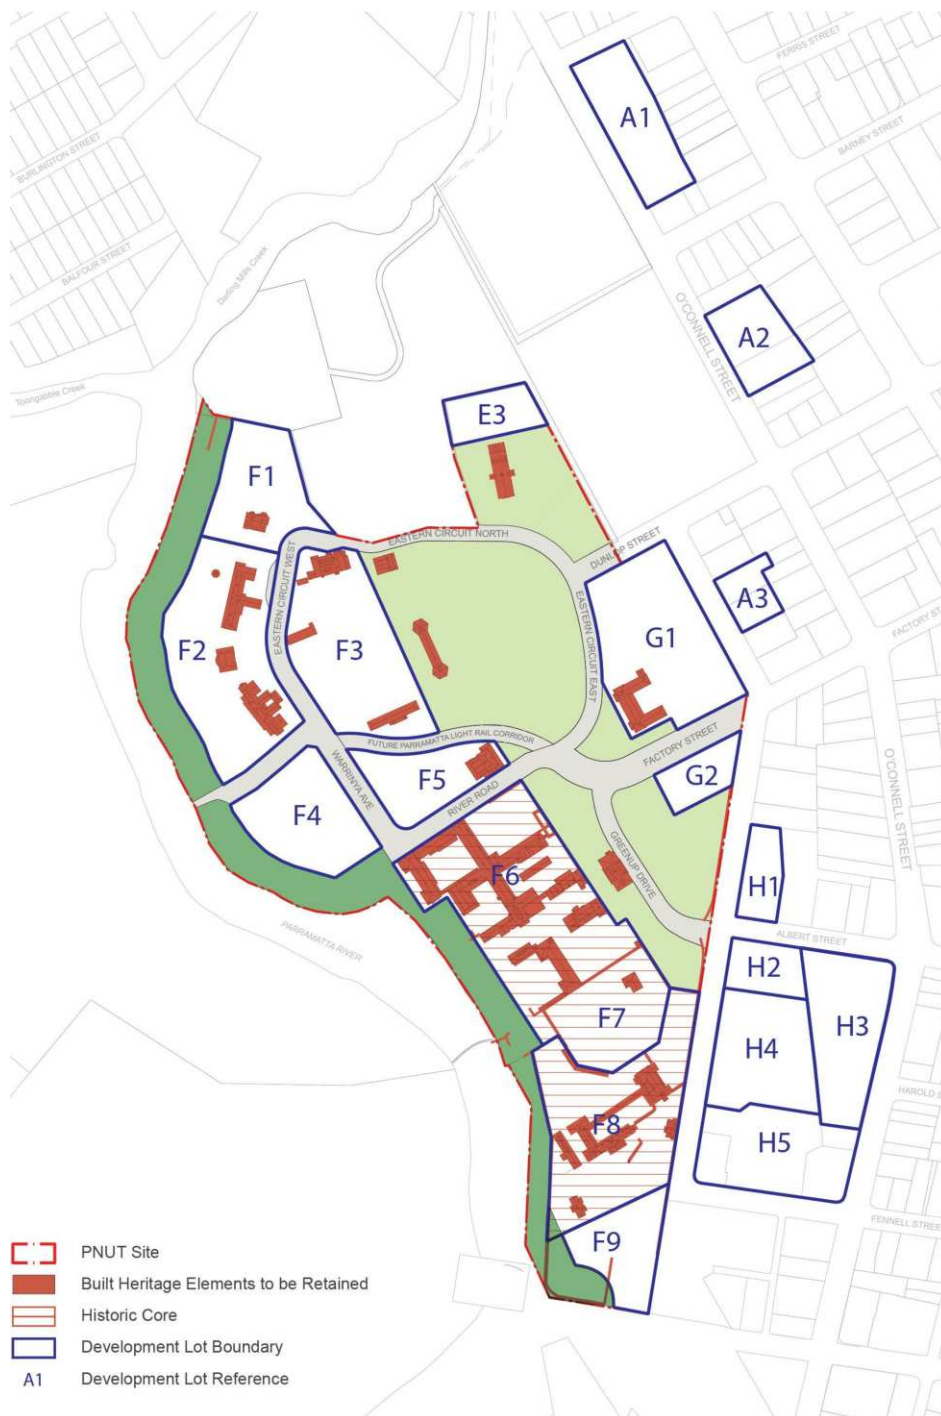 FERRIS STREET
A1
BARNEY STREET
BURLINGTON STREET
BALFOUR STREET
Darling Mills Creek
O'CONNELL STREET
A2
Toongabbie Creek
E3
F1
EASTERN CIRCUIT NORTH
DUNLOP STREET
EASTERN CIRCUIT WEST
EASTERN CIRCUIT EAST
A3
FACTORY
F2
F3
G1
FUTURE PARRAMATTA LIGHT RAIL CORRIDOR
FACTORY STREET
WARRINYA AVE
F5
RIVER ROAD
G2
O'CONNELL STREET
F4
GREENUP DRIVE
F6
H1
PARRAMATTA RIVER
ALBERT STREET
H2
F7
H3
H4
HAROLD S
F8
H5
FENNELL STREE
F9
PNUT Site
Built Heritage Elements to be Retained
Historic Core
Development Lot Boundary
A1 Development Lot Reference